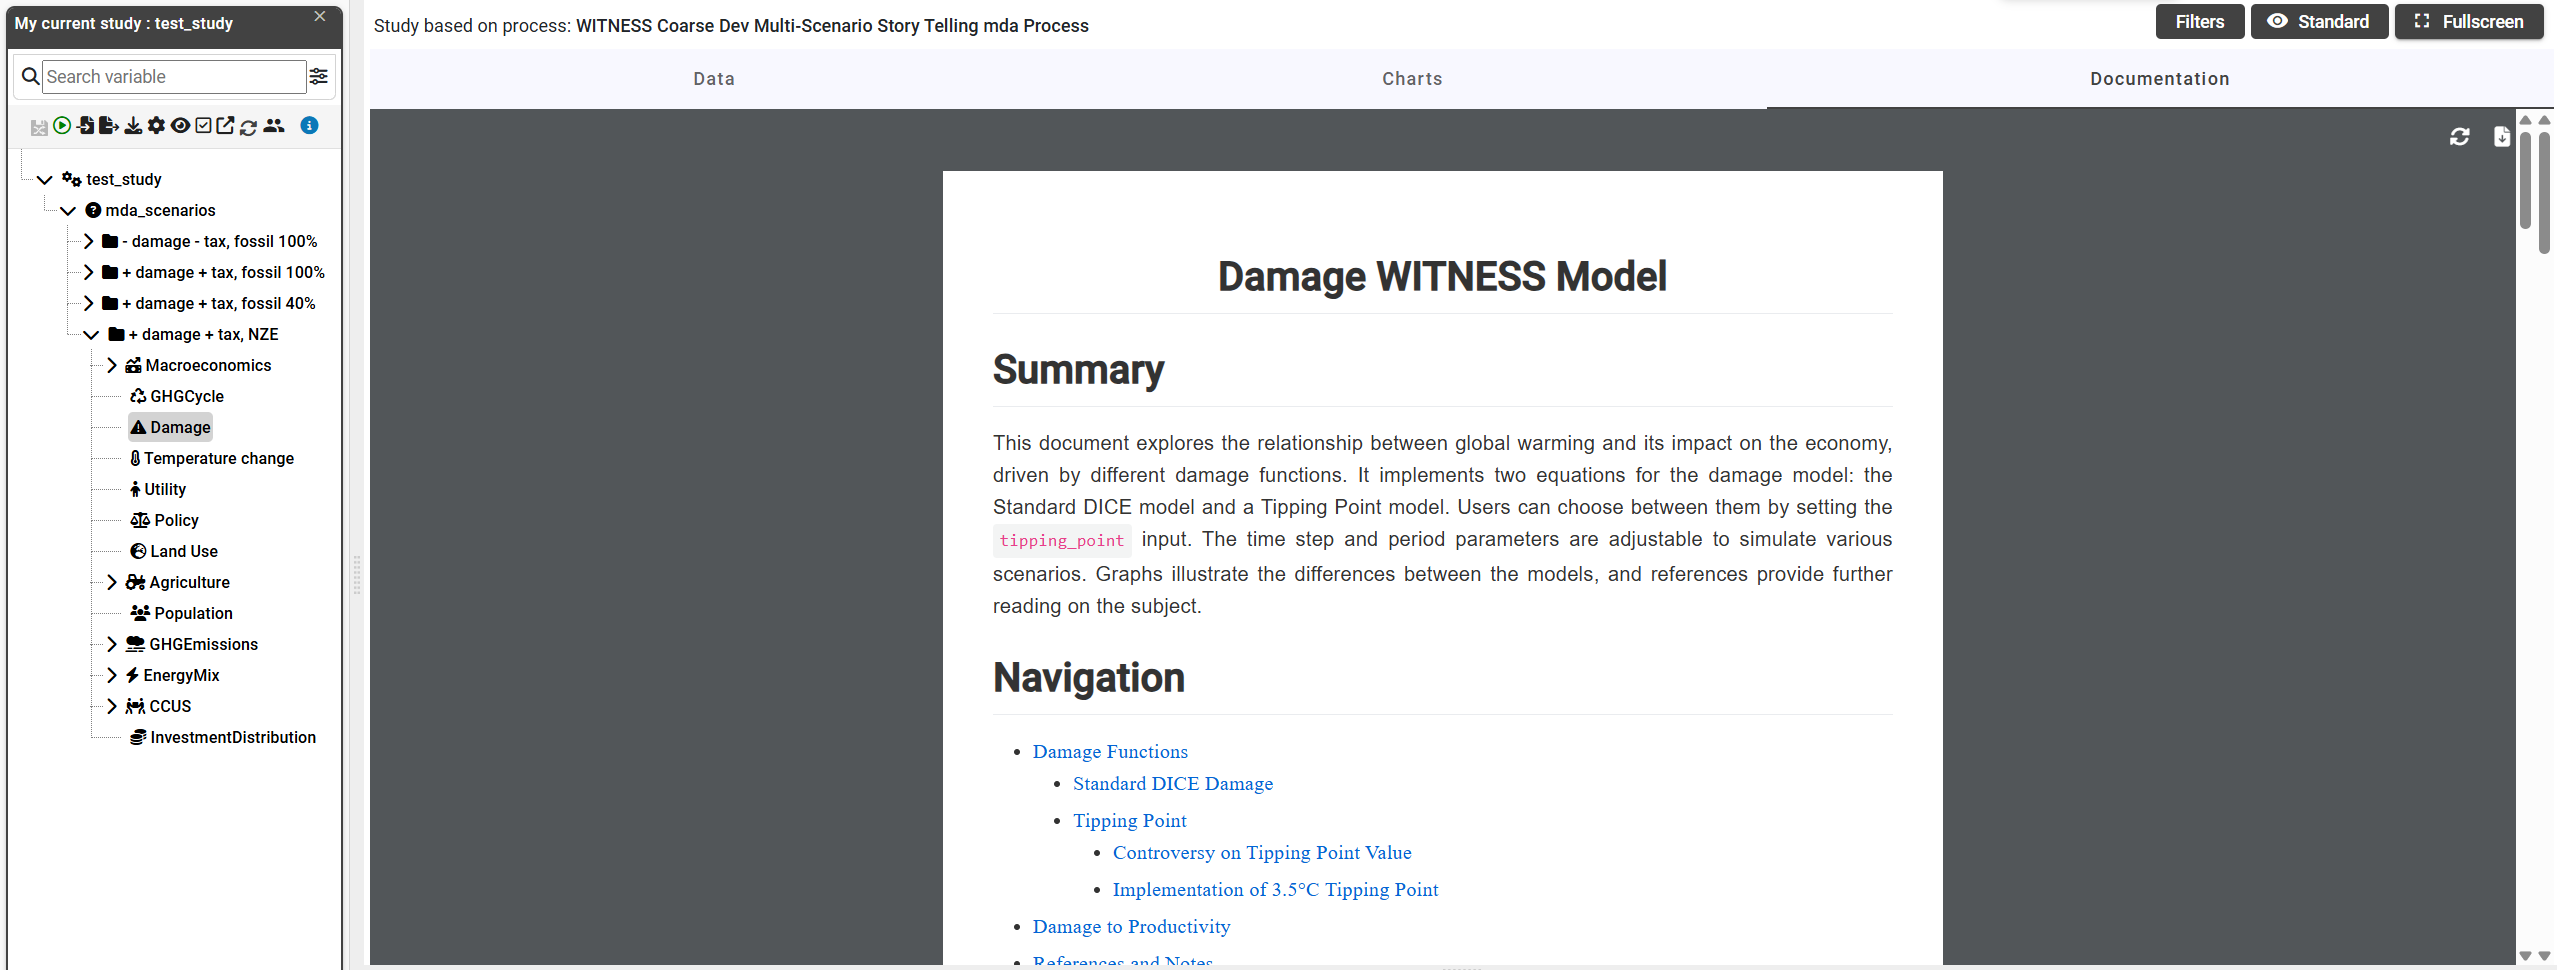 My current study : test_study
Search variable
test_study
mda_scenarios
- damage - tax, fossil 100%
+ damage + tax, fossil 100%
+ damage + tax, fossil 40%
+ damage + tax, NZE
Macroeconomics
GHGCycle
Damage
Temperature change
Utility
Policy
Land Use
Agriculture
Population
GHGEmissions
EnergyMix
CCUS
InvestmentDistribution
Study based on process: WITNESS Coarse Dev Multi-Scenario Story Telling mda Process
Filters
Standard
Fullscreen
Data
Charts
Documentation
Damage WITNESS Model
Summary
This document explores the relationship between global warming and its impact on the economy,
driven by different damage functions. It implements two equations for the damage model: the
Standard DICE model and a Tipping Point model. Users can choose between them by setting the
tipping_point input. The time step and period parameters are adjustable to simulate various
scenarios. Graphs illustrate the differences between the models, and references provide further
reading on the subject.
Navigation
• Damage Functions
• Standard DICE Damage
• Tipping Point
• Controversy on Tipping Point Value
• Implementation of 3.5°C Tipping Point
• Damage to Productivity
• References and Notes